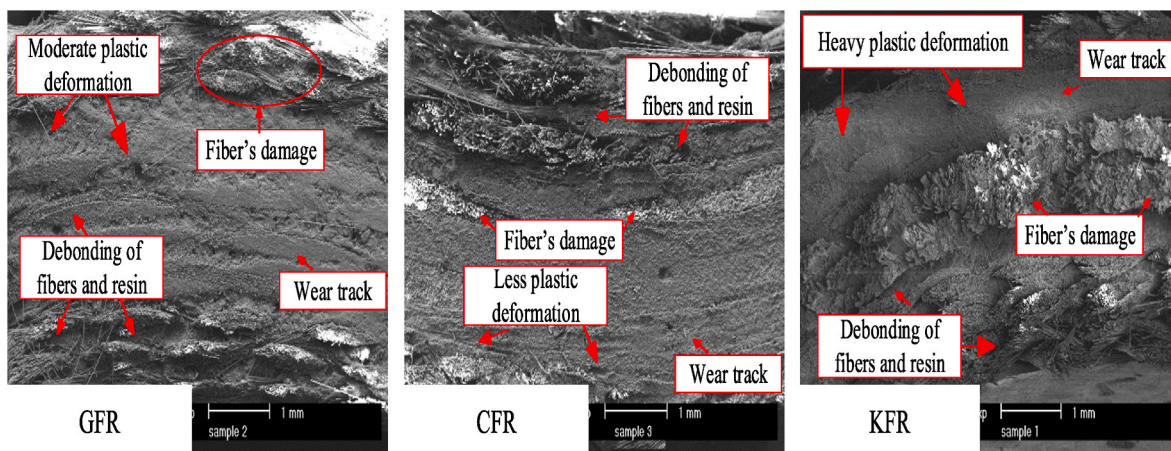 Moderate plastic
deformation
Fiber's damage
Debonding of
fibers and resin
Wear track
GFR
1 mm
sample 2
Debonding of
fibers and resin
Fiber's damage
Less plastic
deformation
Wear track
CFR
1 mm
sample 3
Heavy plastic deformation
Wear track
Fiber's damage
Debonding of
fibers and resin
KFR
1 mm
sample 1